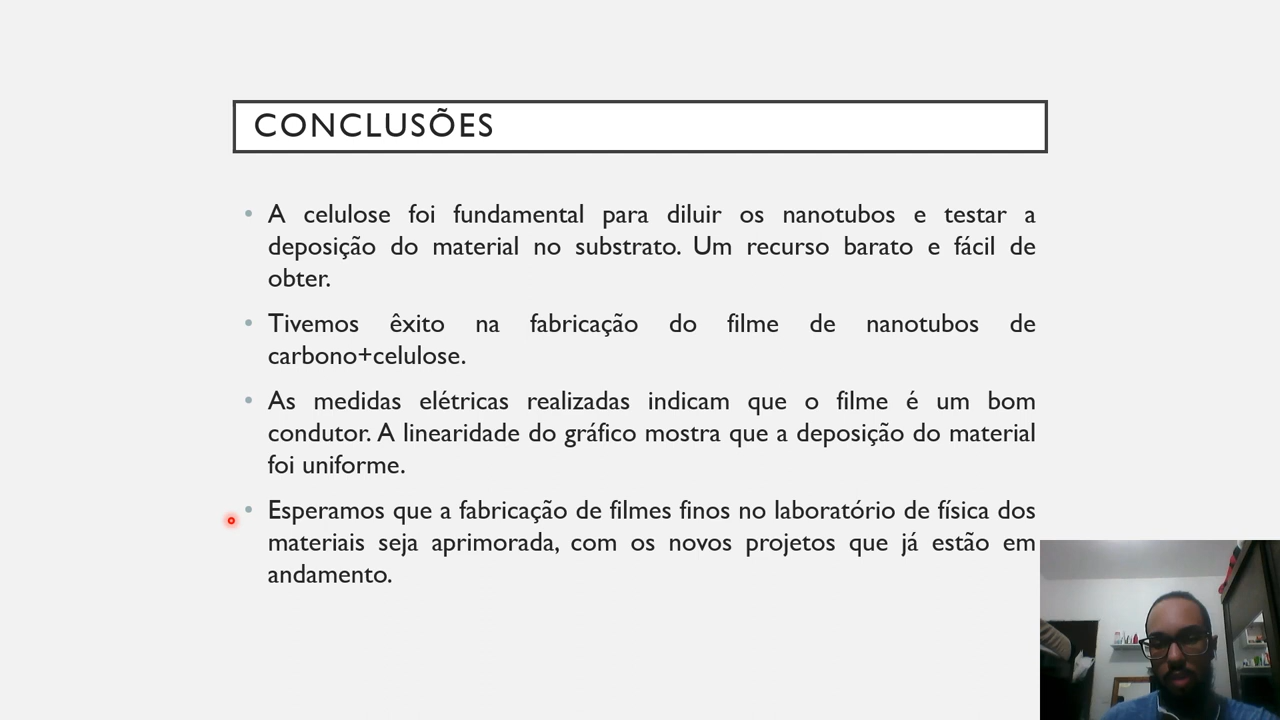 CONCLUSÕES
• A celulose foi fundamental para diluir os nanotubos e testar a
deposição do material no substrato. Um recurso barato e fácil de
obter.
• Tivemos êxito na fabricação do filme de nanotubos de
carbono+celulose.
• As medidas elétricas realizadas indicam que o filme é um bom
condutor. A linearidade do gráfico mostra que a deposição do material
foi uniforme.
• Esperamos que a fabricação de filmes finos no laboratório de física dos
materiais seja aprimorada, com os novos projetos que já estão em
andamento.